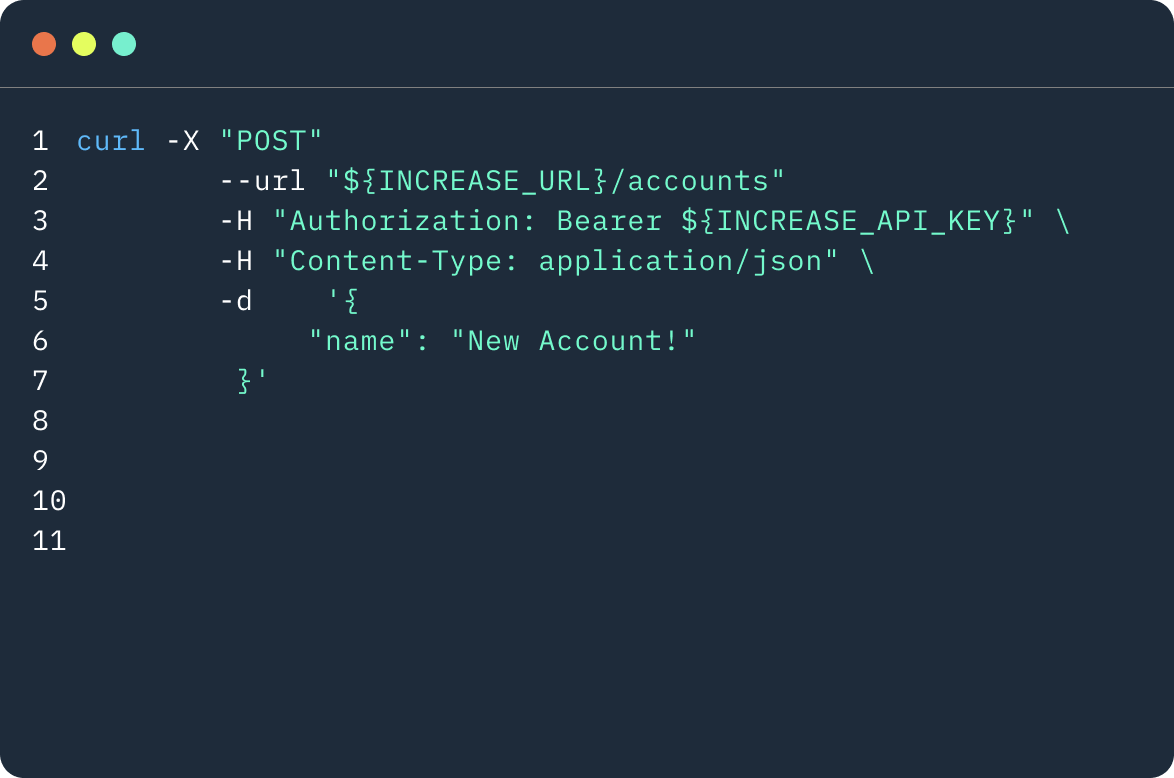 1 curl -X "POST"
2 --url "${INCREASE_URL}/accounts"
3 -H "Authorization: Bearer ${INCREASE_API_KEY}" \
4 -H "Content-Type: application/json" \
5 -d '{
6 "name": "New Account!"
7 }'
8
9
10
11